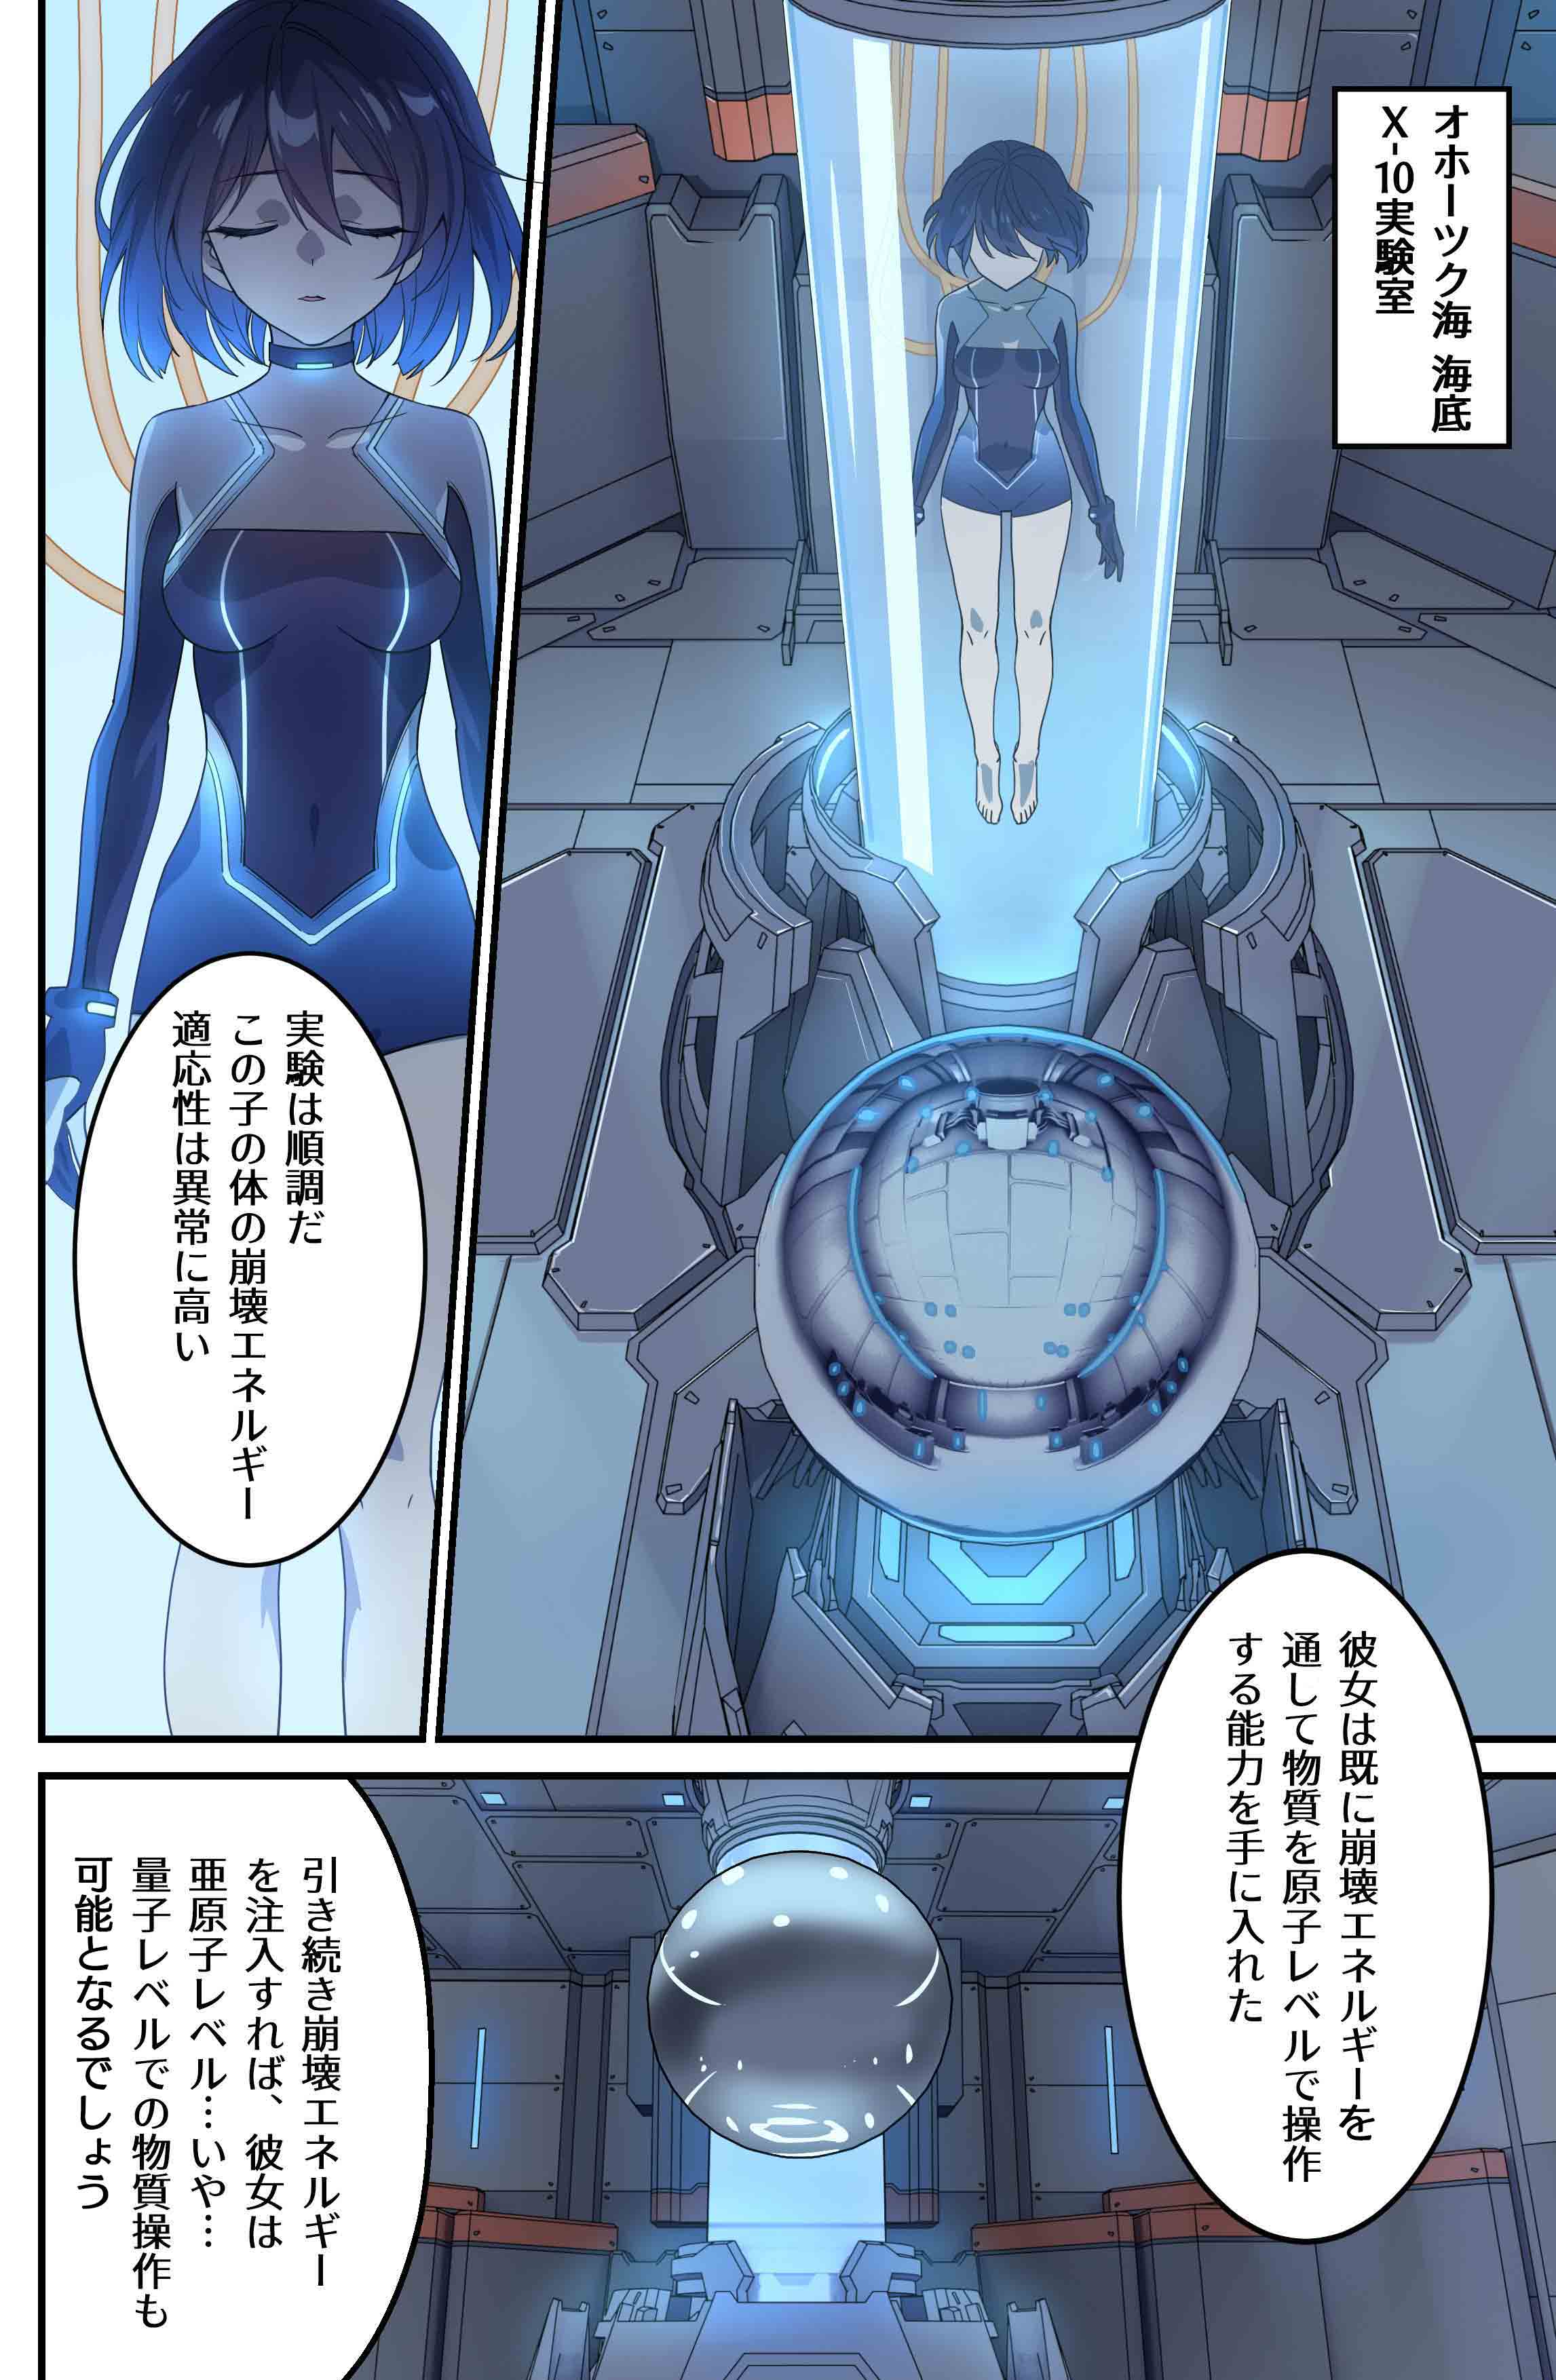 オホーツク海 海底
X-10実験室
実験は順調だ
この子の体の崩壊エネルギー
適応性は異常に高い
彼女は既に崩壊エネルギーを
通して物質を原子レベルで操作
する能力を手に入れた
引き続き崩壊エネルギー
を注入すれば、彼女は
亜原子レベル…いや…
量子レベルでの物質操作も
可能となるでしょう